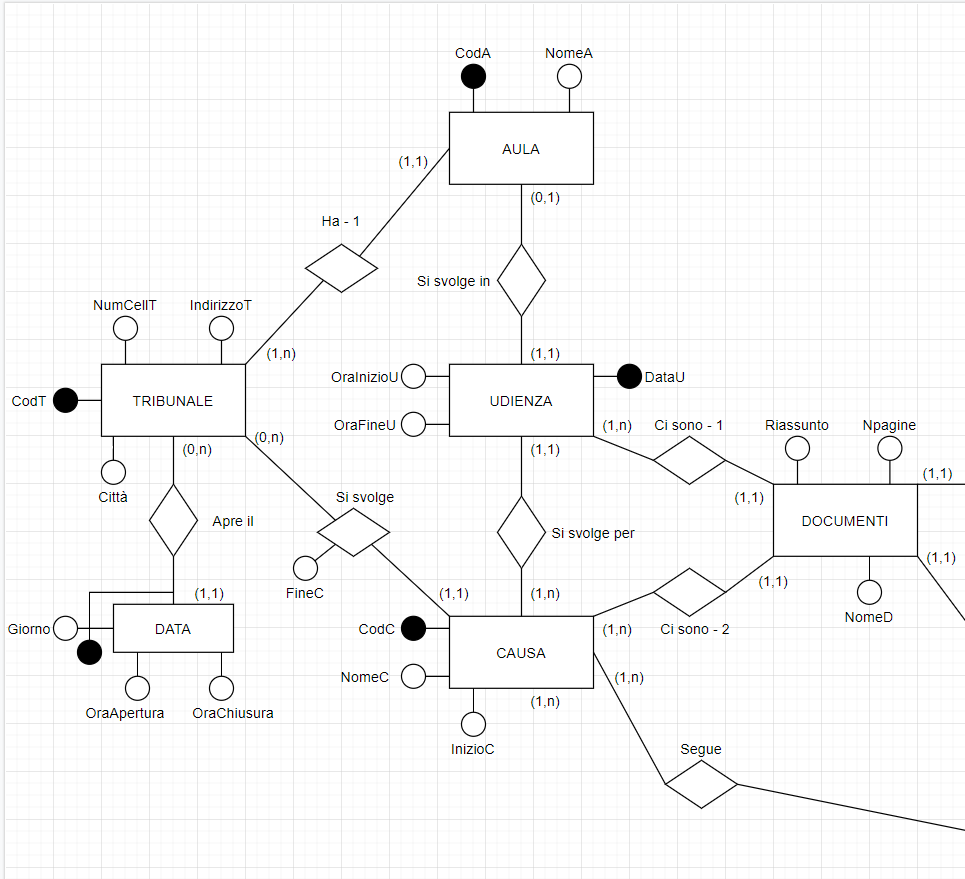 CodA
NomeA
AULA
(1,1)
(0,1)
Ha - 1
Si svolge in
NumCellT
IndirizzoT
(1,n)
(1,1)
CodT
TRIBUNALE
OraInizioU
UDIENZA
DataU
OraFineU
(1,n)
Ci sono - 1
Riassunto
Npagine
(0,n)
(0,n)
(1,1)
(1,1)
Città
Si svolge
(1,1)
Apre il
Si svolge per
DOCUMENTI
(1,1)
FineC
(1,1)
(1,1)
(1,n)
(1,1)
NomeD
Giorno
DATA
CodC
(1,n)
Ci sono - 2
CAUSA
NomeC
(1,n)
(1,n)
OraApertura
OraChiusura
InizioC
Segue